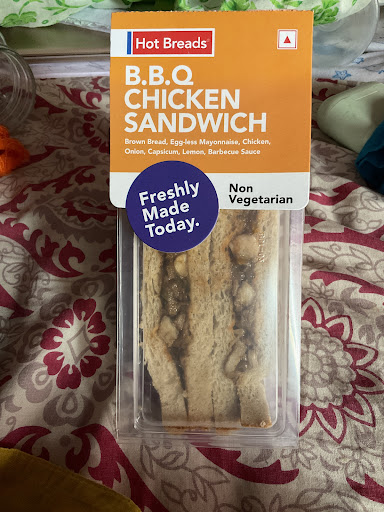 Hot Breads
B.B.Q
CHICKEN
SANDWICH
Brown Bread, Egg-less Mayonnaise, Chicken,
Onion, Capsicum, Lemon, Barbecue Sauce
Freshly
Made
Today.
Non
Vegetarian